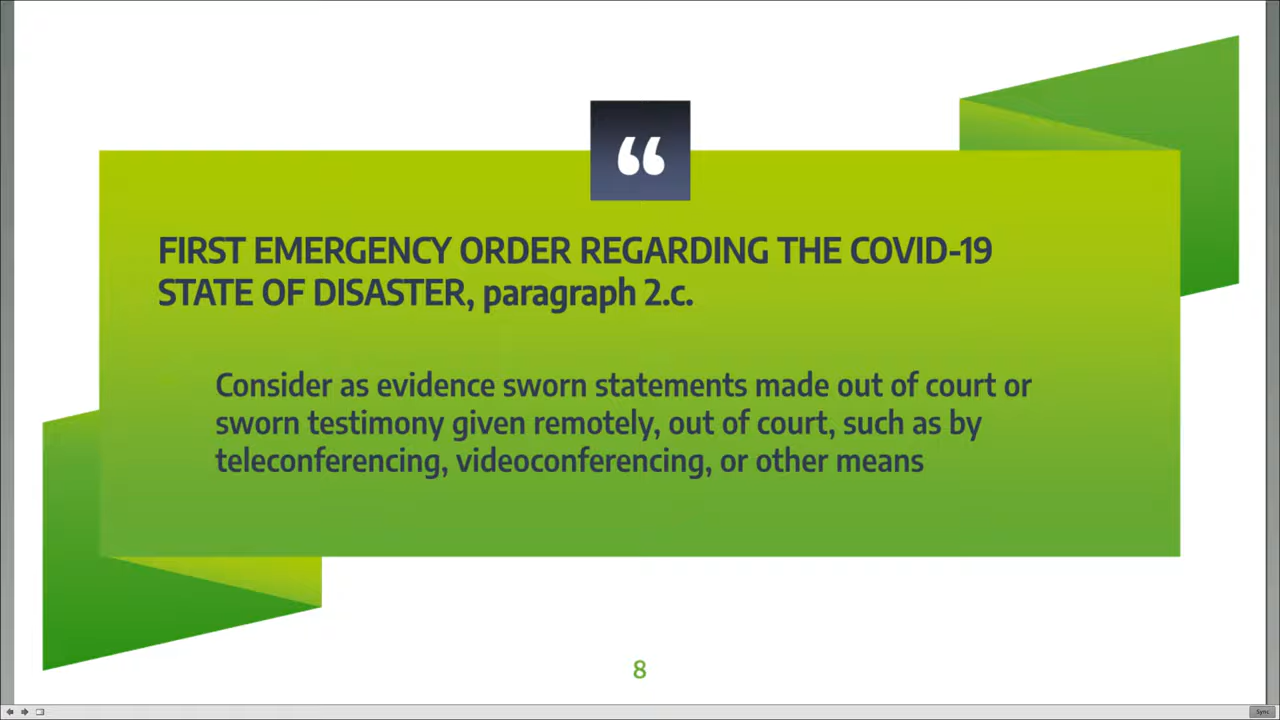 “
FIRST EMERGENCY ORDER REGARDING THE COVID-19
STATE OF DISASTER, paragraph 2.c.
Consider as evidence sworn statements made out of court or
sworn testimony given remotely, out of court, such as by
teleconferencing, videoconferencing, or other means
8
Sync